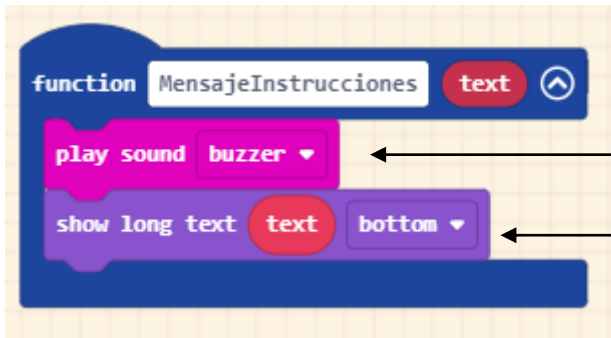 function MensajeInstrucciones text
play sound buzzer
show long text text bottom